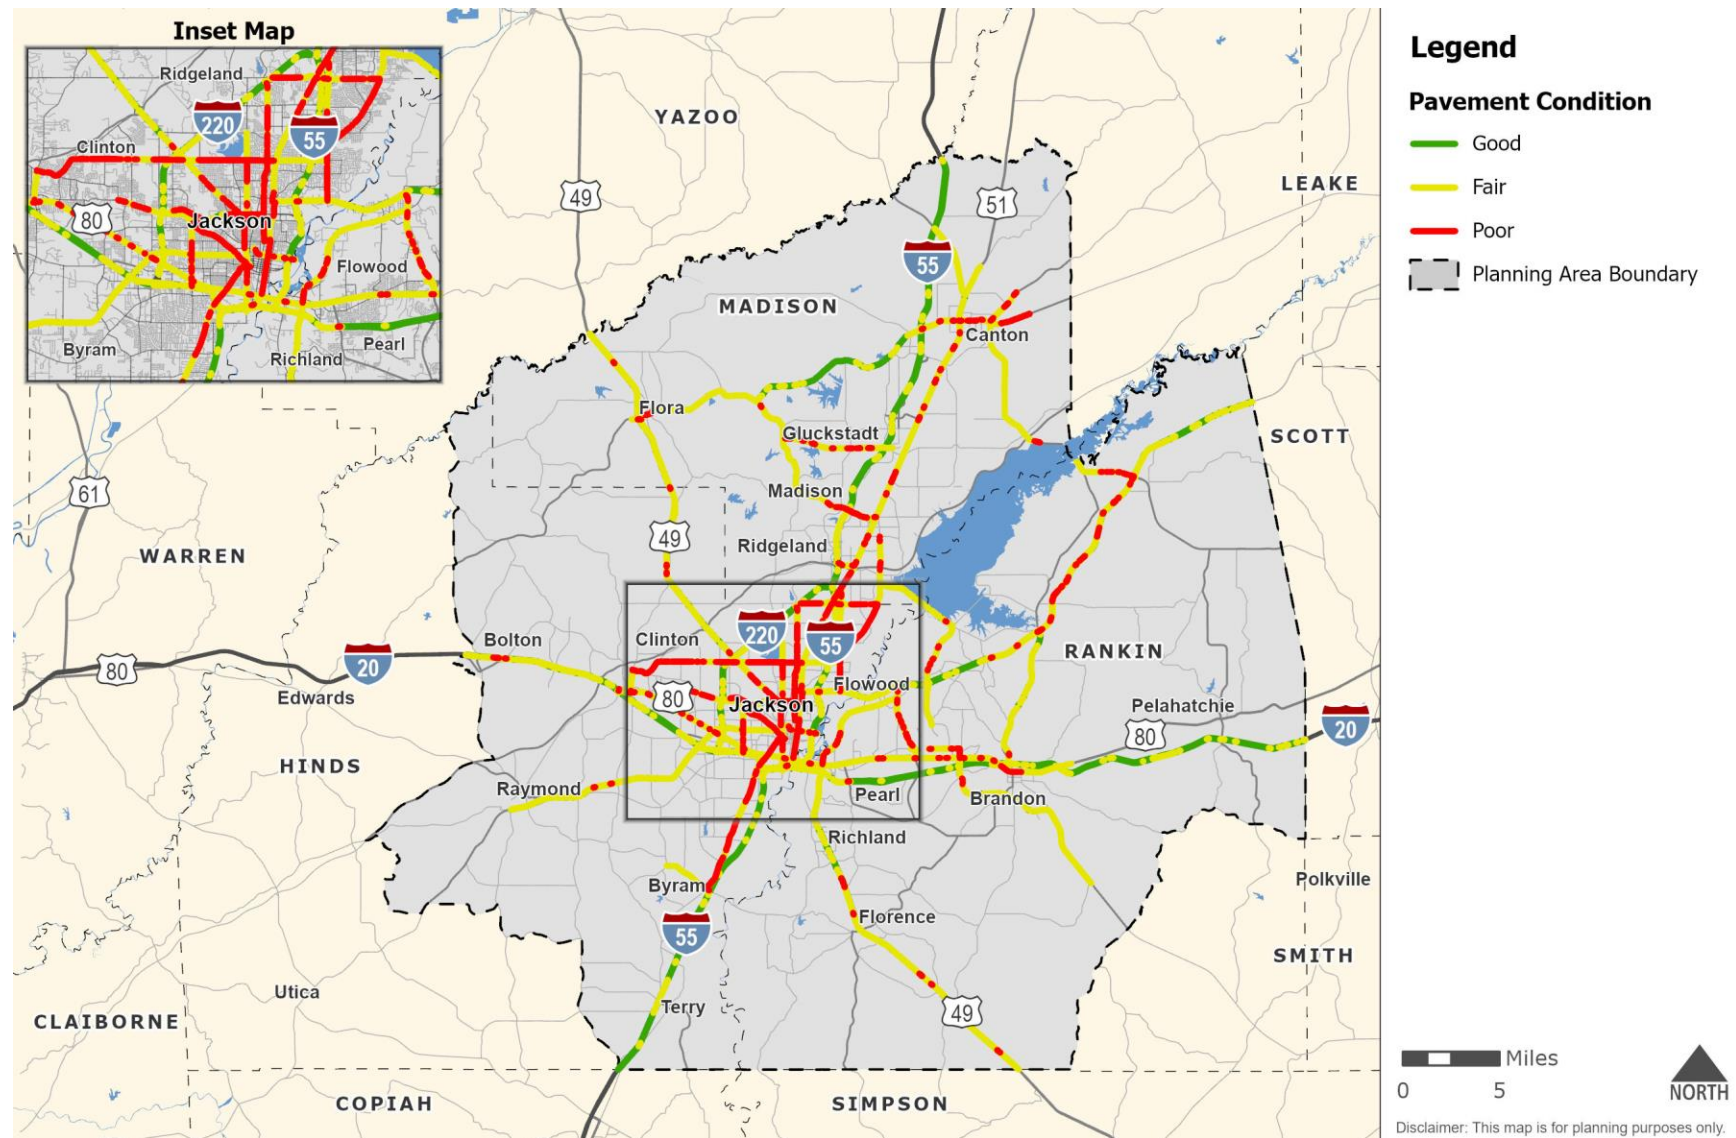 Inset Map
Ridgeland
220
55
Clinton
80
Jackson
Flowood
Byram
Richland
Pearl
YAZOO
49
LEAKE
51
55
MADISON
Canton
Flora
Gluckstadt
SCOTT
61
Madison
49
Ridgeland
WARREN
Bolton
Clinton
220
55
RANKIN
80
20
Edwards
80
Flowood
Jackson
Pelahatchie
80
20
HINDS
Raymond
Pearl
Brandon
Richland
Byram
Polkville
Florence
55
SMITH
Utica
Terry
49
CLAIBORNE
COPIAH
SIMPSON
Legend
Pavement Condition
Good
Fair
Poor
Planning Area Boundary
Miles
0 5
NORTH
Disclaimer: This map is for planning purposes only.